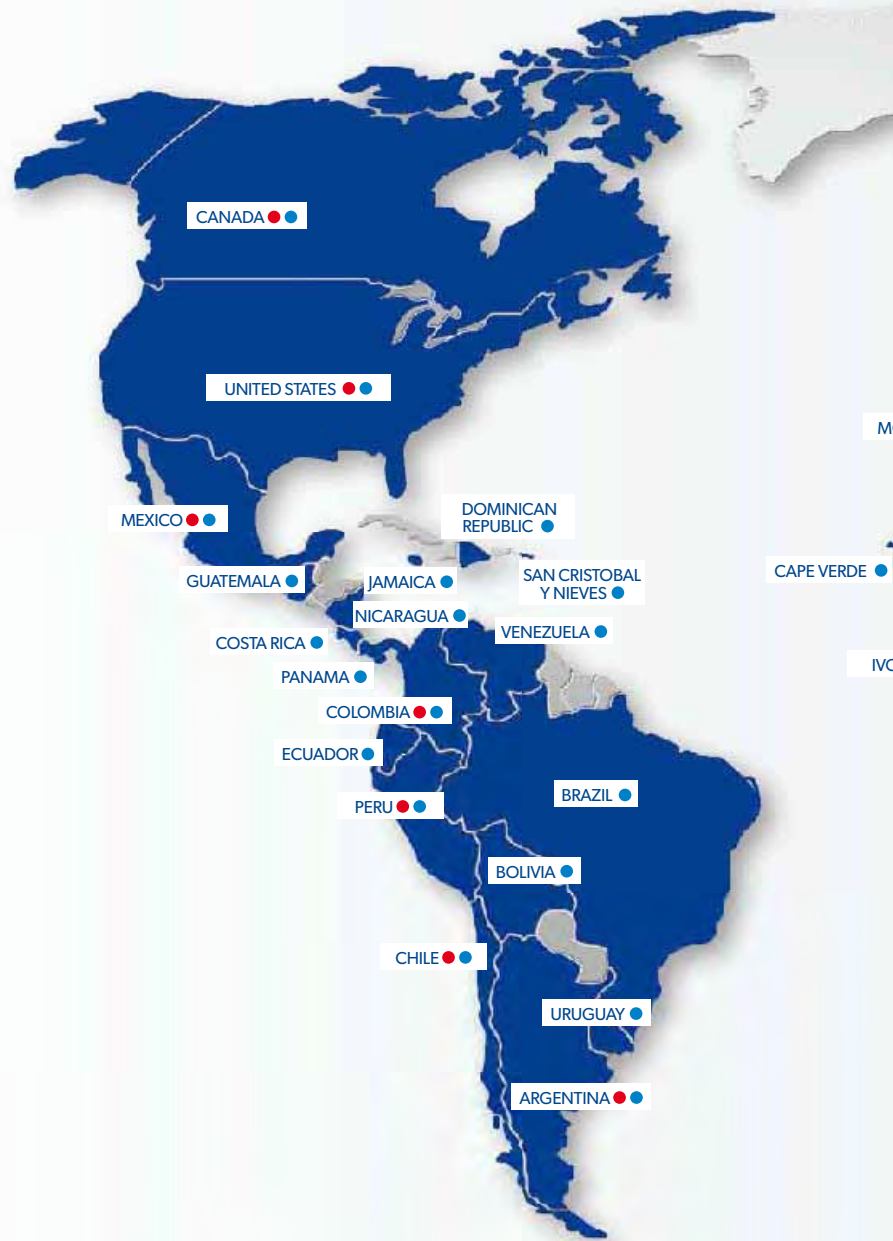 CANADA
UNITED STATES
MEXICO
DOMINICAN
REPUBLIC
GUATEMALA
JAMAICA
SAN CRISTOBAL
Y NIEVES
CAPE VERDE
NICARAGUA
VENEZUELA
COSTA RICA
PANAMA
COLOMBIA
ECUADOR
PERU
BRAZIL
BOLIVIA
CHILE
URUGUAY
ARGENTINA